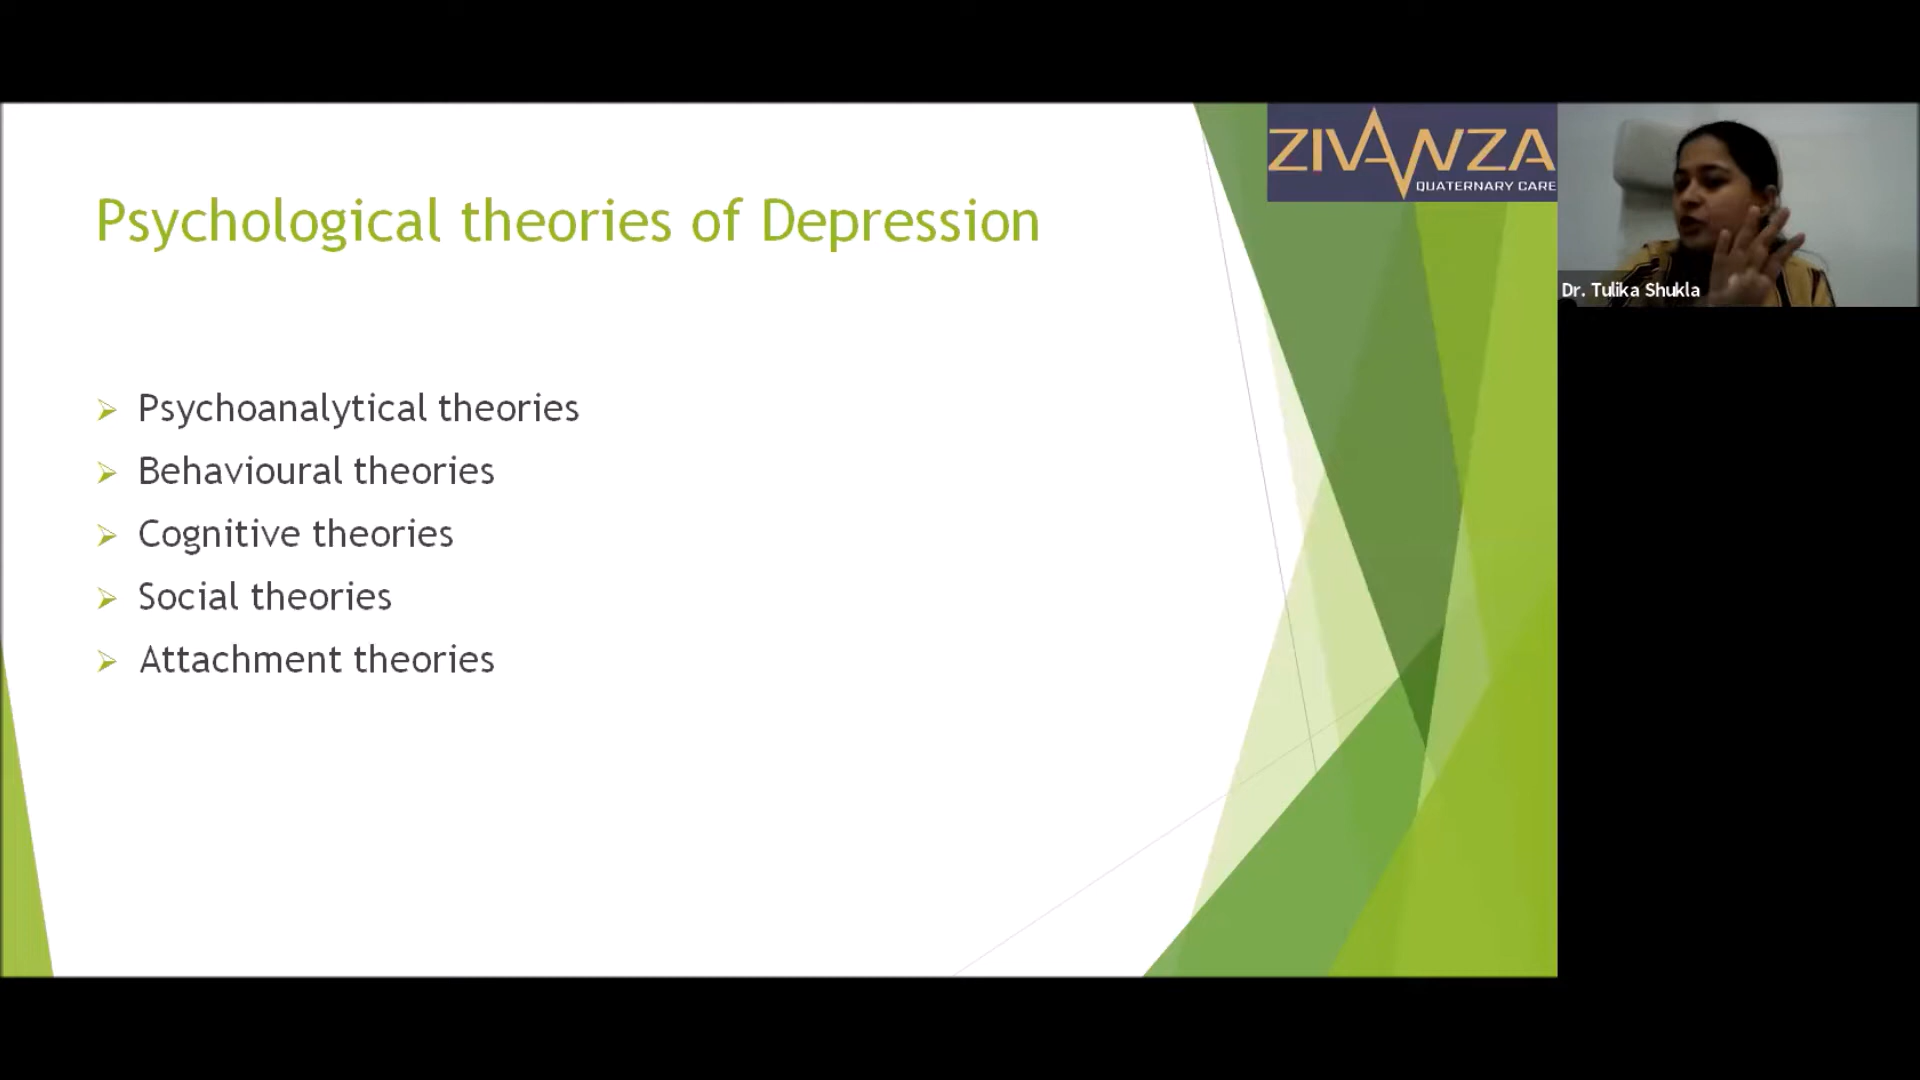 ZIVANZA
QUATERNARY CARE
Psychological theories of Depression
Dr. Tulika Shukla
➢ Psychoanalytical theories
➢ Behavioural theories
➢ Cognitive theories
➢ Social theories
➢ Attachment theories